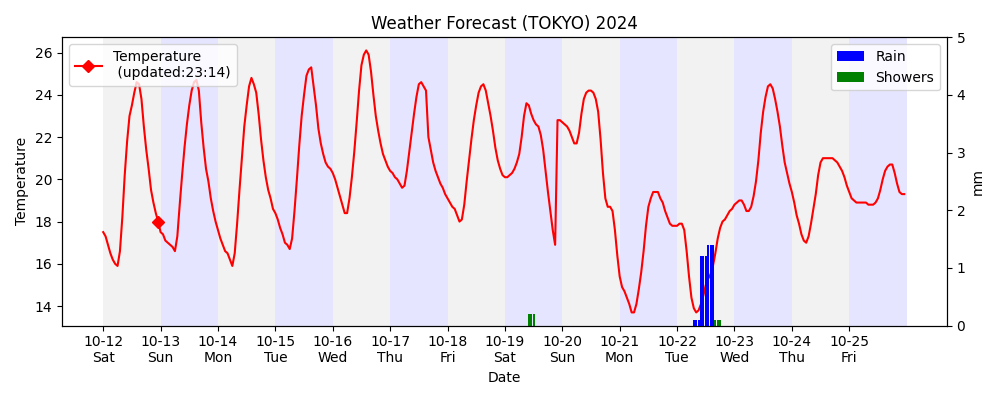 Weather Forecast (TOKYO) 2024
Temperature
(updated:23:14)
Rain
Showers
Temperature
26
24
22
20
18
16
14
5
4
3
2
1
0
mm
10-12 10-13 10-14 10-15 10-16 10-17 10-18 10-19 10-20 10-21 10-22 10-23 10-24 10-25
Sat Sun Mon Tue Wed Thu Fri Sat Sun Mon Tue Wed Thu Fri
Date